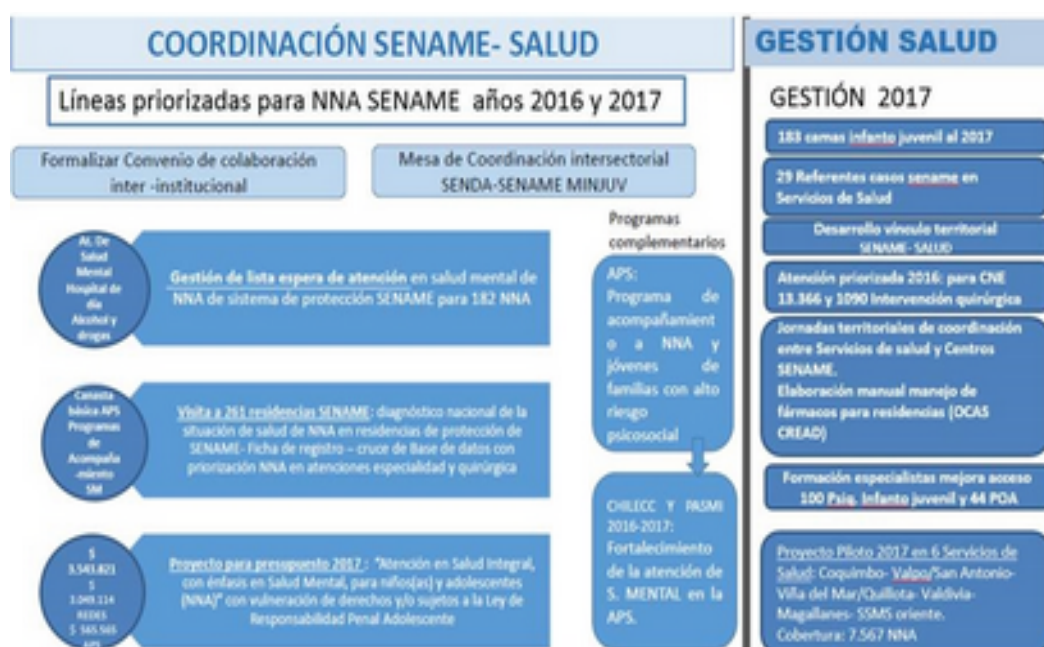 COORDINACIÓN SENAME- SALUD
Líneas priorizadas para NNA SENAME años 2016 y 2017
Formalizar Convenio de colaboración
inter -institucional
Mesa de Coordinación intersectorial
SENDA-SENAME MINJUV
At. De
Salud
Mental
Hospital de
día
Alcohol y
drogas
Gestión de lista espera de atención en salud mental de
NNA de sistema de protección SENAME para 182 NNA
Canasta
básica APS
Programas
de
Acompaña
-miento
SM
Visita a 261 residencias SENAME: diagnóstico nacional de la
situación de salud de NNA en residencias de protección de
SENAME- Ficha de registro – cruce de Base de datos con
priorización NNA en atenciones especialidad y quirúrgica
$
3.543.821
$
3.049.114
REDES
$ 565.565
APS
Proyecto para presupuesto 2017 : "Atención en Salud Integral,
con énfasis en Salud Mental, para niños(as) y adolescentes
(NNA)" con vulneración de derechos y/o sujetos a la Ley de
Responsabilidad Penal Adolescente
Programas
complementarios
APS:
Programa de
acompañamient
o a NNA y
jóvenes de
familias con alto
riesgo
psicosocial
CHILECC Y PASMI
2016-2017:
Fortalecimiento
de la atención de
S. MENTAL en la
APS.
GESTIÓN SALUD
GESTIÓN 2017
183 camas infanto juvenil al 2017
29 Referentes casos sename en
Servicios de Salud
Desarrollo vínculo territorial
SENAME- SALUD
Atención priorizada 2016: para CNE
13.366 y 1090 Intervención quirúrgica
Jornadas territoriales de coordinación
entre Servicios de salud y Centros
SENAME.
Elaboración manual manejo de
fármacos para residencias (OCAS
CREAD)
Formación especialistas mejora acceso
100 Psiq. Infanto juvenil y 44 POA
Proyecto Piloto 2017 en 6 Servicios de
Salud: Coquimbo- Valpo/San Antonio-
Viña del Mar/Quillota- Valdivia-
Magallanes- SSMS oriente.
Cobertura: 7.567 NNA